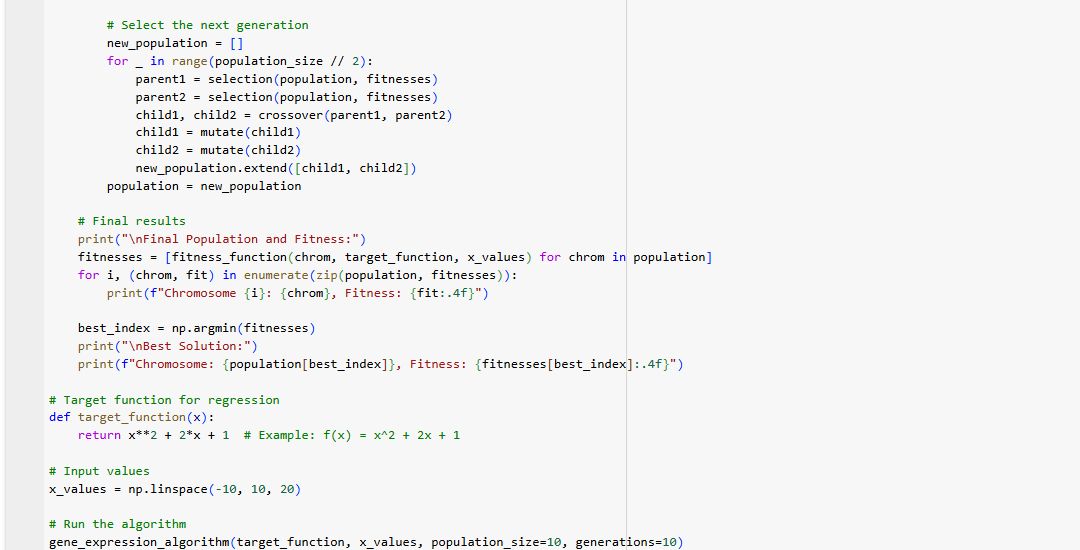 # Select the next generation
        new_population = []
        for _ in range(population_size // 2):
            parent1 = selection(population, fitnesses)
            parent2 = selection(population, fitnesses)
            child1, child2 = crossover(parent1, parent2)
            child1 = mutate(child1)
            child2 = mutate(child2)
            new_population.extend([child1, child2])
        population = new_population

    # Final results
    print("\nFinal Population and Fitness:")
    fitnesses = [fitness_function(chrom, target_function, x_values) for chrom in population]
    for i, (chrom, fit) in enumerate(zip(population, fitnesses)):
        print(f"Chromosome {i}: {chrom}, Fitness: {fit:.4f}")

    best_index = np.argmin(fitnesses)
    print("\nBest Solution:")
    print(f"Chromosome: {population[best_index]}, Fitness: {fitnesses[best_index]:.4f}")

# Target function for regression
def target_function(x):
    return x**2 + 2*x + 1  # Example: f(x) = x^2 + 2x + 1

# Input values
x_values = np.linspace(-10, 10, 20)

# Run the algorithm
gene_expression_algorithm(target_function, x_values, population_size=10, generations=10)